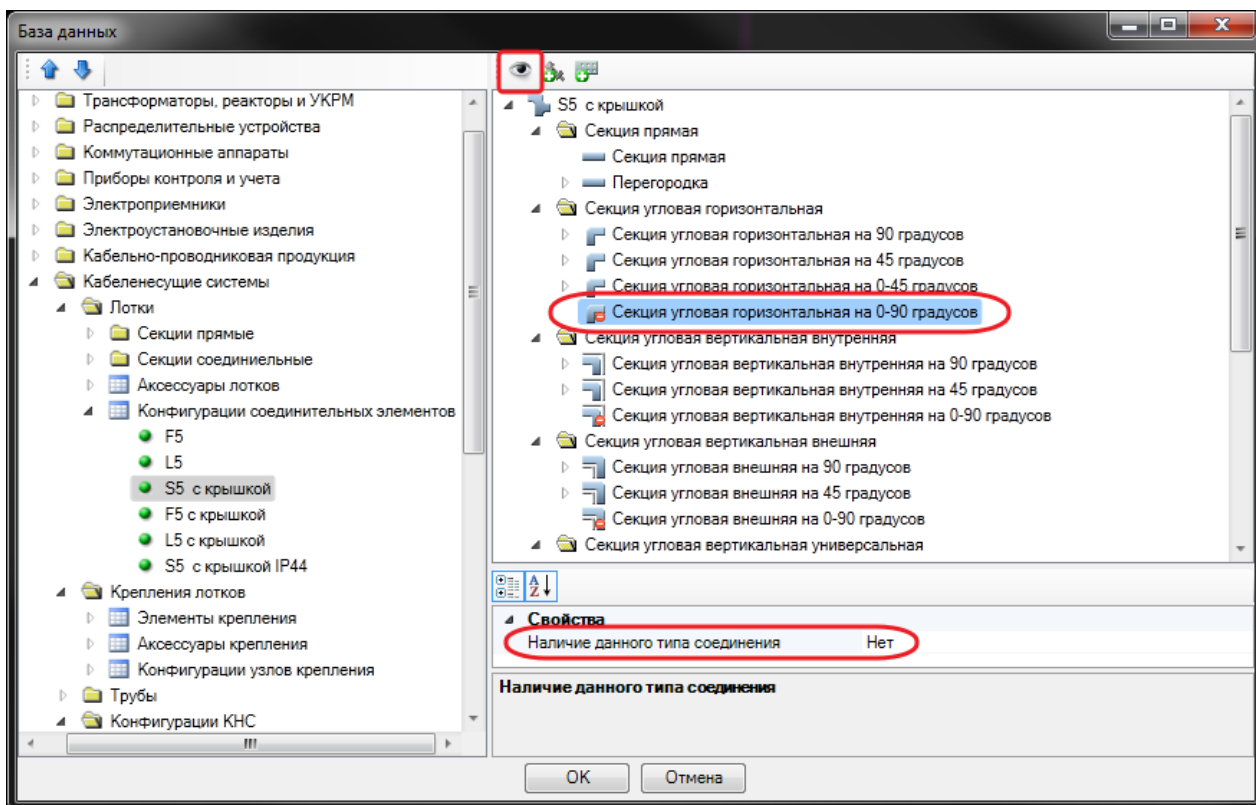 База данных
Трансформаторы, реакторы и УКРМ
Распределительные устройства
Коммутационные аппараты
Приборы контроля и учета
Электроприемники
Электроустановочные изделия
Кабельно-проводниковая продукция
Кабеленесущие системы
Лотки
Секции прямые
Секции соединиельные
Аксессуары лотков
Конфигурации соединительных элементов
F5
L5
S5 с крышкой
F5 с крышкой
L5 с крышкой
S5 с крышкой IP44
Крепления лотков
Элементы крепления
Аксессуары крепления
Конфигурации узлов крепления
Трубы
Конфигурации КНС
S5 с крышкой
Секция прямая
Секция прямая
Перегородка
Секция угловая горизонтальная
Секция угловая горизонтальная на 90 градусов
Секция угловая горизонтальная на 45 градусов
Секция угловая горизонтальная на 0-45 градусов
Секция угловая горизонтальная на 0-90 градусов
Секция угловая вертикальная внутренняя
Секция угловая вертикальная внутренняя на 90 градусов
Секция угловая вертикальная внутренняя на 45 градусов
Секция угловая вертикальная внутренняя на 0-90 градусов
Секция угловая вертикальная внешняя
Секция угловая внешняя на 90 градусов
Секция угловая внешняя на 45 градусов
Секция угловая внешняя на 0-90 градусов
Секция угловая вертикальная универсальная
Свойства
Наличие данного типа соединения Нет
Наличие данного типа соединения
OK Отмена